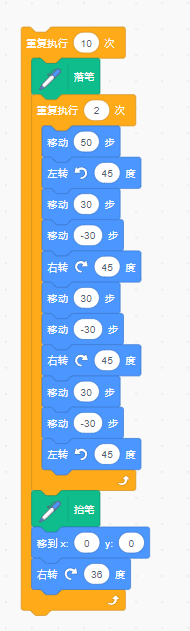 重复执行 10 次
落笔
重复执行 2 次
移动 50 步
左转 45 度
移动 30 步
移动 -30 步
右转 45 度
移动 30 步
移动 -30 步
右转 45 度
移动 30 步
移动 -30 步
左转 45 度
抬笔
移到 x: 0 y: 0
右转 36 度